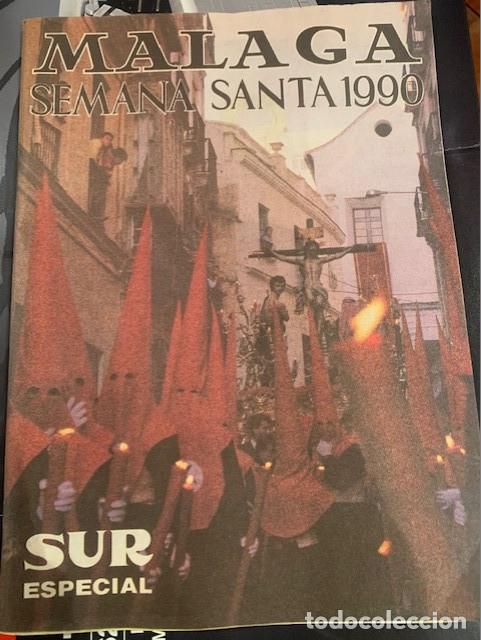 MALAGA
SEMANA SANTA 1990
SUR
ESPECIAL
todocoleccion